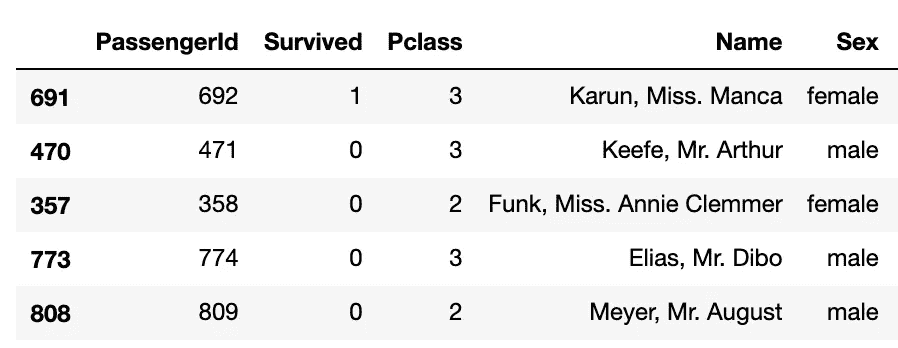 PassengerId Survived Pclass Name Sex
691 692 1 3 Karun, Miss. Manca female
470 471 0 3 Keefe, Mr. Arthur male
357 358 0 2 Funk, Miss. Annie Clemmer female
773 774 0 3 Elias, Mr. Dibo male
808 809 0 2 Meyer, Mr. August male